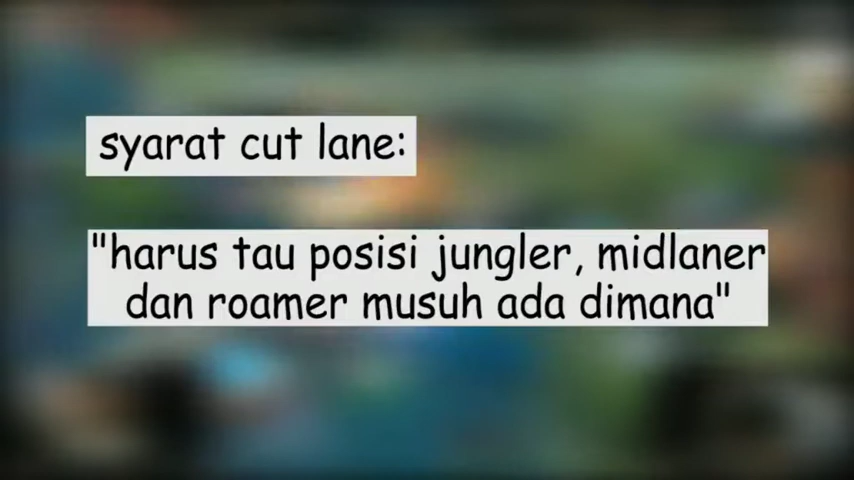 syarat cut lane:
"harus tau posisi jungler, midlaner
dan roamer musuh ada dimana"